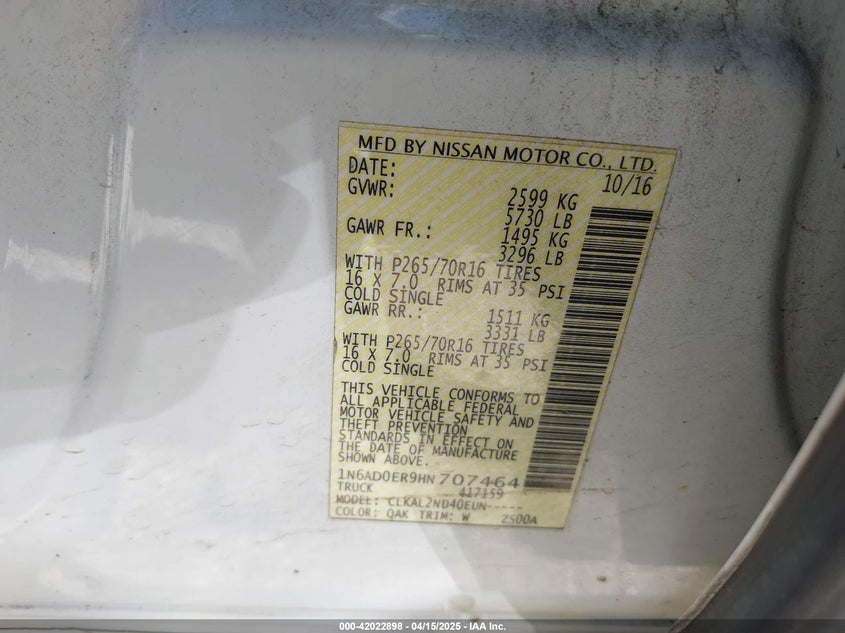 MFD BY NISSAN MOTOR CO., LTD.
DATE: 10/16
GVWR: 2599 KG
5730 LB
GAWR FR.: 1495 KG
3296 LB
WITH P265/70R16 TIRES
16 X 7.0 RIMS AT 35 PSI
COLD SINGLE
GAWR RR.: 1511 KG
3331 LB
WITH P265/70R16 TIRES
16 X 7.0 RIMS AT 35 PSI
COLD SINGLE
THIS VEHICLE CONFORMS TO
ALL APPLICABLE FEDERAL
MOTOR VEHICLE SAFETY AND
THEFT PREVENTION
STANDARDS IN EFFECT ON
THE DATE OF MANUFACTURE
SHOWN ABOVE.
1N6AD0ER9HN707464
TRUCK 417159
MODEL: CLKAL2ND40EUN-----
COLOR: QAK TRIM: W 2S00A
000-42022898 - 04/15/2025 - IAA Inc.